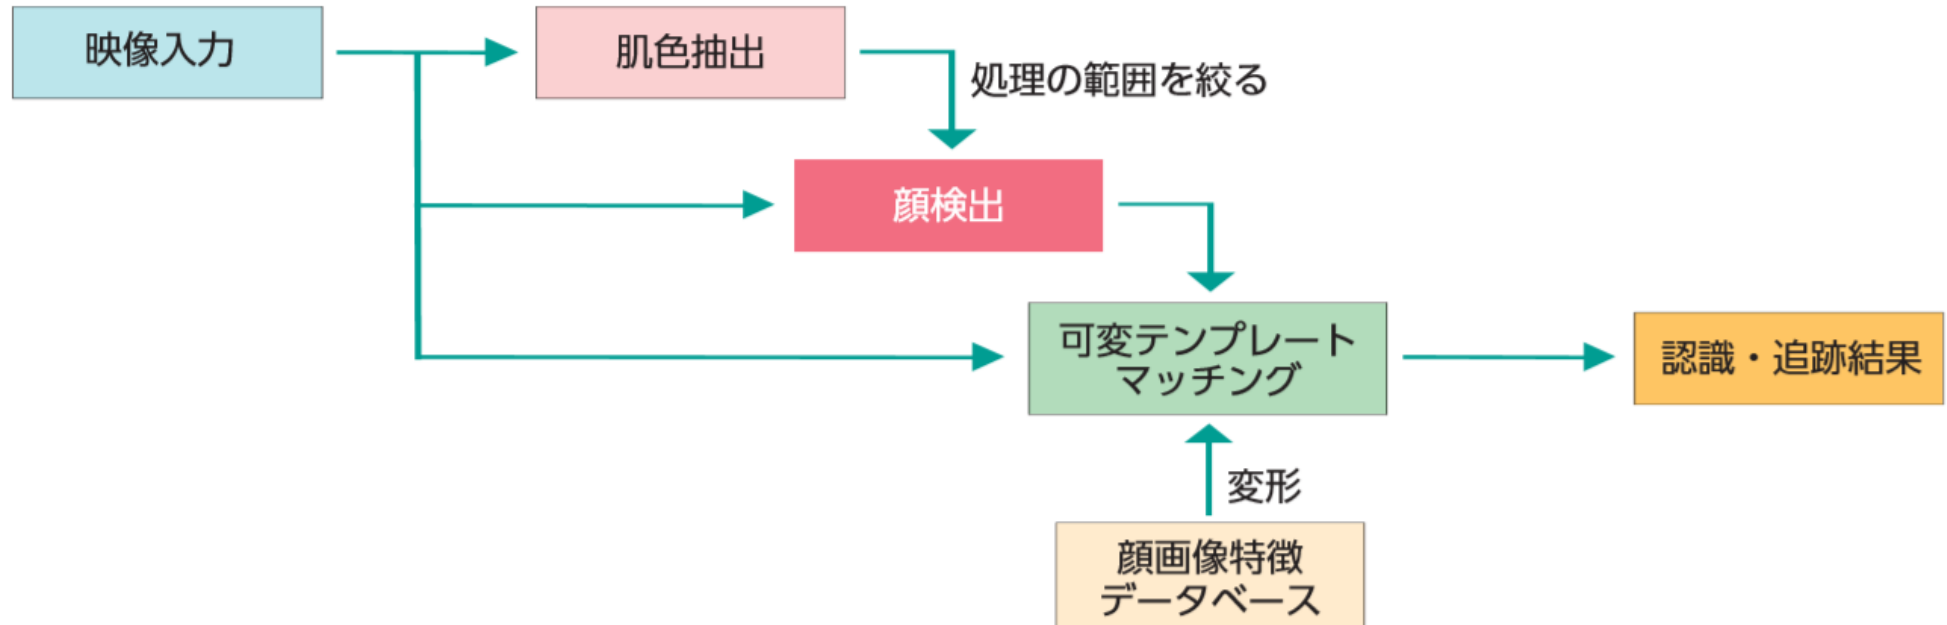 映像入力
肌色抽出
処理の範囲を絞る
顔検出
可変テンプレート
マッチング
認識・追跡結果
変形
顔画像特徴
データベース